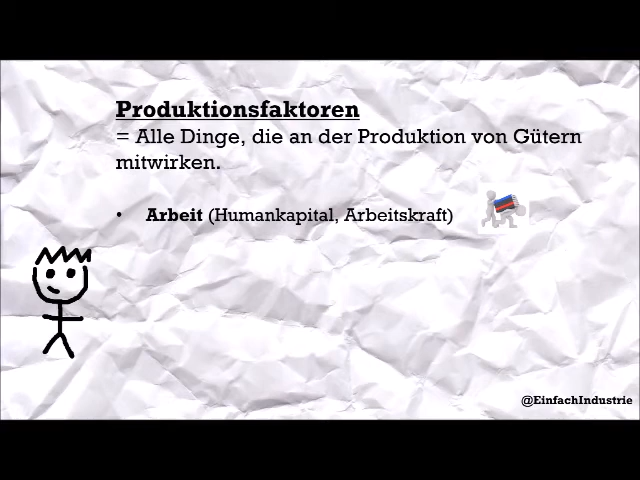 Produktionsfaktoren
= Alle Dinge, die an der Produktion von Gütern
mitwirken.
• Arbeit (Humankapital, Arbeitskraft)
@EinfachIndustrie